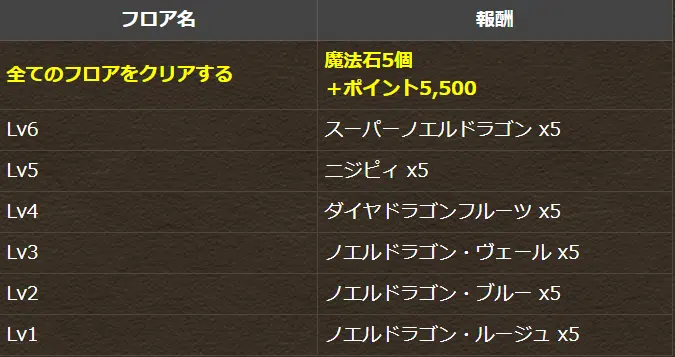 フロア名 報酬
全てのフロアをクリアする 魔法石5個
＋ポイント5,500
Lv6 スーパーノエルドラゴン x5
Lv5 ニジピィ x5
Lv4 ダイヤドラゴンフルーツ x5
Lv3 ノエルドラゴン・ヴェール x5
Lv2 ノエルドラゴン・ブルー x5
Lv1 ノエルドラゴン・ルージュ x5